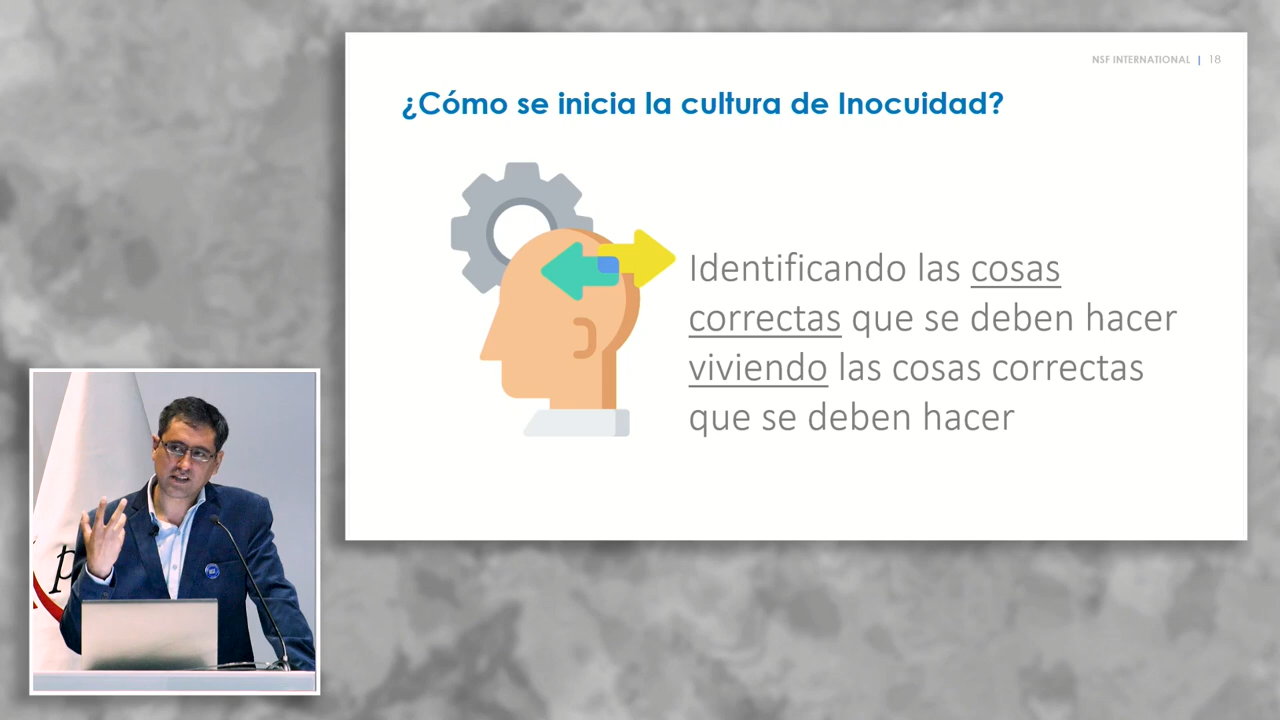 NSF INTERNATIONAL | 18
¿Cómo se inicia la cultura de Inocuidad?
Identificando las cosas
correctas que se deben hacer
viviendo las cosas correctas
que se deben hacer